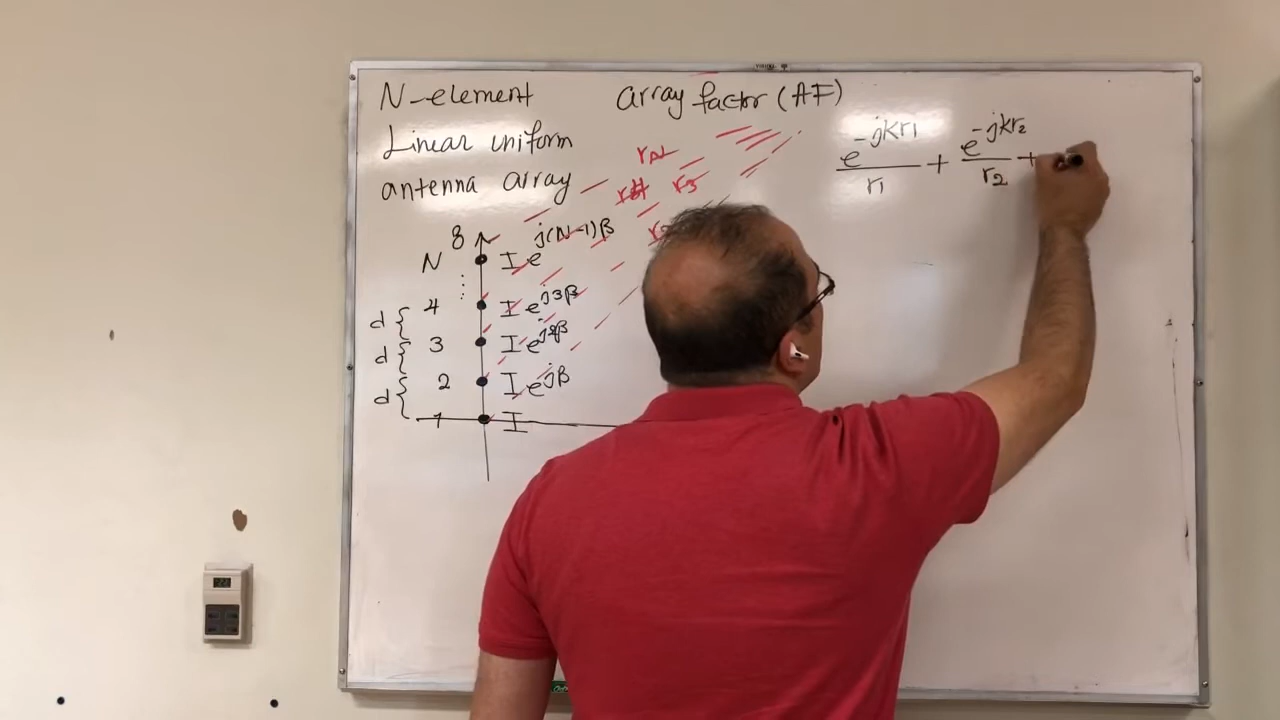 N-element
Linear uniform
antenna array
array factor (AF)
e^-jkr1 / r1 + e^-jkr2 / r2 +
rN
r4 r3
z
N I e^j(N-1)β
⋮
4 I e^j3β
d
3 I e^j2β
d
2 I e^jβ
d
1 I